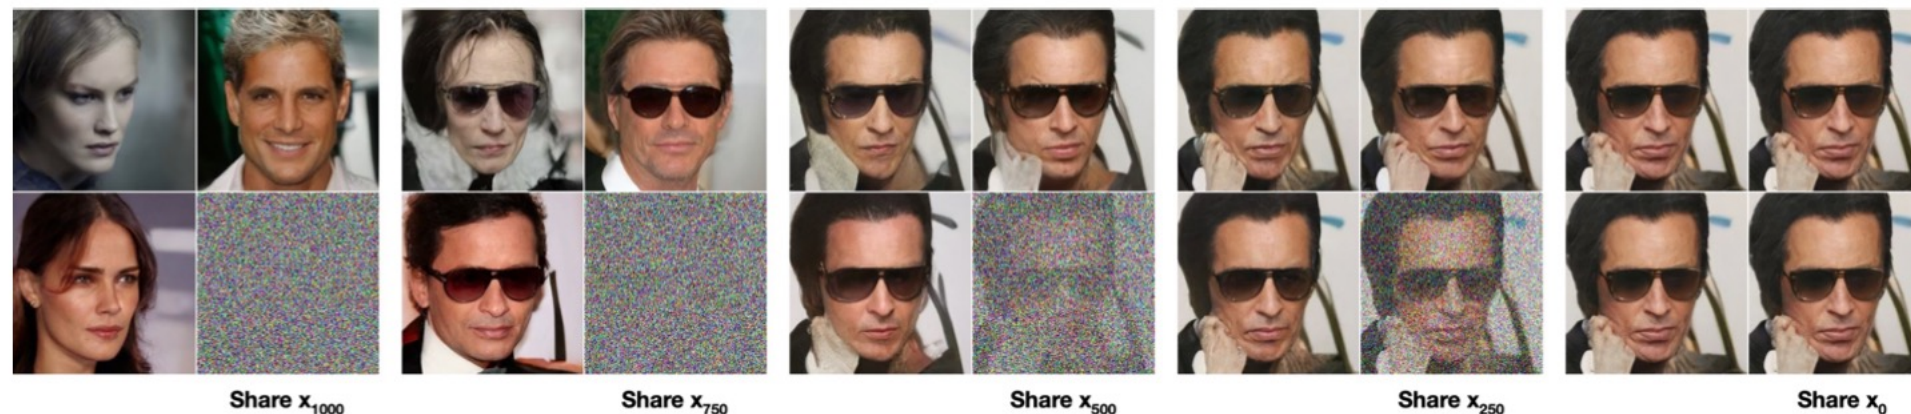 Share x₁₀₀₀
Share x₇₅₀
Share x₅₀₀
Share x₂₅₀
Share x₀